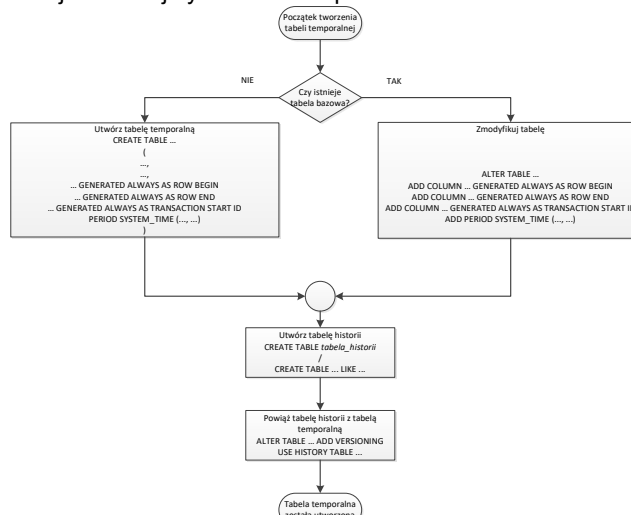 Początek tworzenia
tabeli temporalnej
NIE
TAK
Czy istnieje
tabela bazowa?
Utwórz tabelę temporalną
CREATE TABLE ...
(
...,
...,
... GENERATED ALWAYS AS ROW BEGIN
... GENERATED ALWAYS AS ROW END
... GENERATED ALWAYS AS TRANSACTION START ID
PERIOD SYSTEM_TIME (..., ...)
)
Zmodyfikuj tabelę
ALTER TABLE ...
ADD COLUMN ... GENERATED ALWAYS AS ROW BEGIN
ADD COLUMN ... GENERATED ALWAYS AS ROW END
ADD COLUMN ... GENERATED ALWAYS AS TRANSACTION START ID
ADD PERIOD SYSTEM_TIME (..., ...)
Utwórz tabelę historii
CREATE TABLE tabela_historii
/
CREATE TABLE ... LIKE ...
Powiąż tabelę historii z tabelą
temporalną
ALTER TABLE ... ADD VERSIONING
USE HISTORY TABLE ...
Tabela temporalna
została utworzona